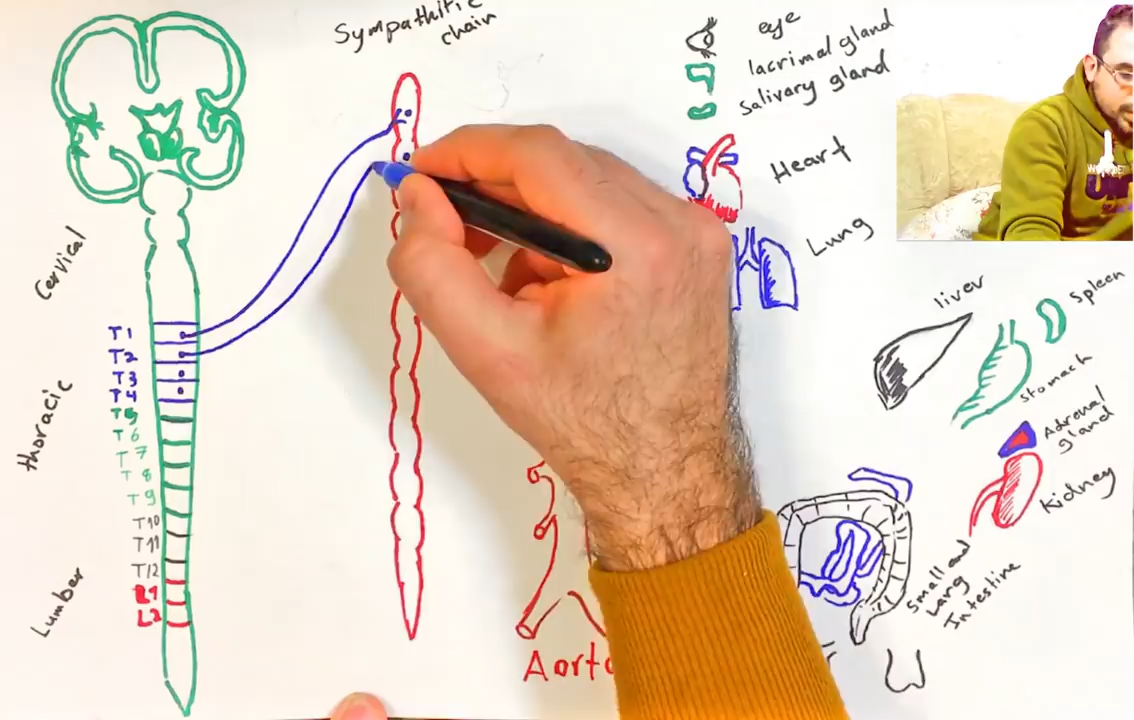 Sympathitic
chain
eye
lacrimal gland
Salivary gland
Heart
Lung
Cervical
T1
T2
T3
T4
T5
T6
T7
T8
T9
T10
T11
T12
L1
L2
thoracic
Lumber
liver
Spleen
Stomach
Adrenal
gland
Kidney
Small and
Larg
Intestine
Aorta